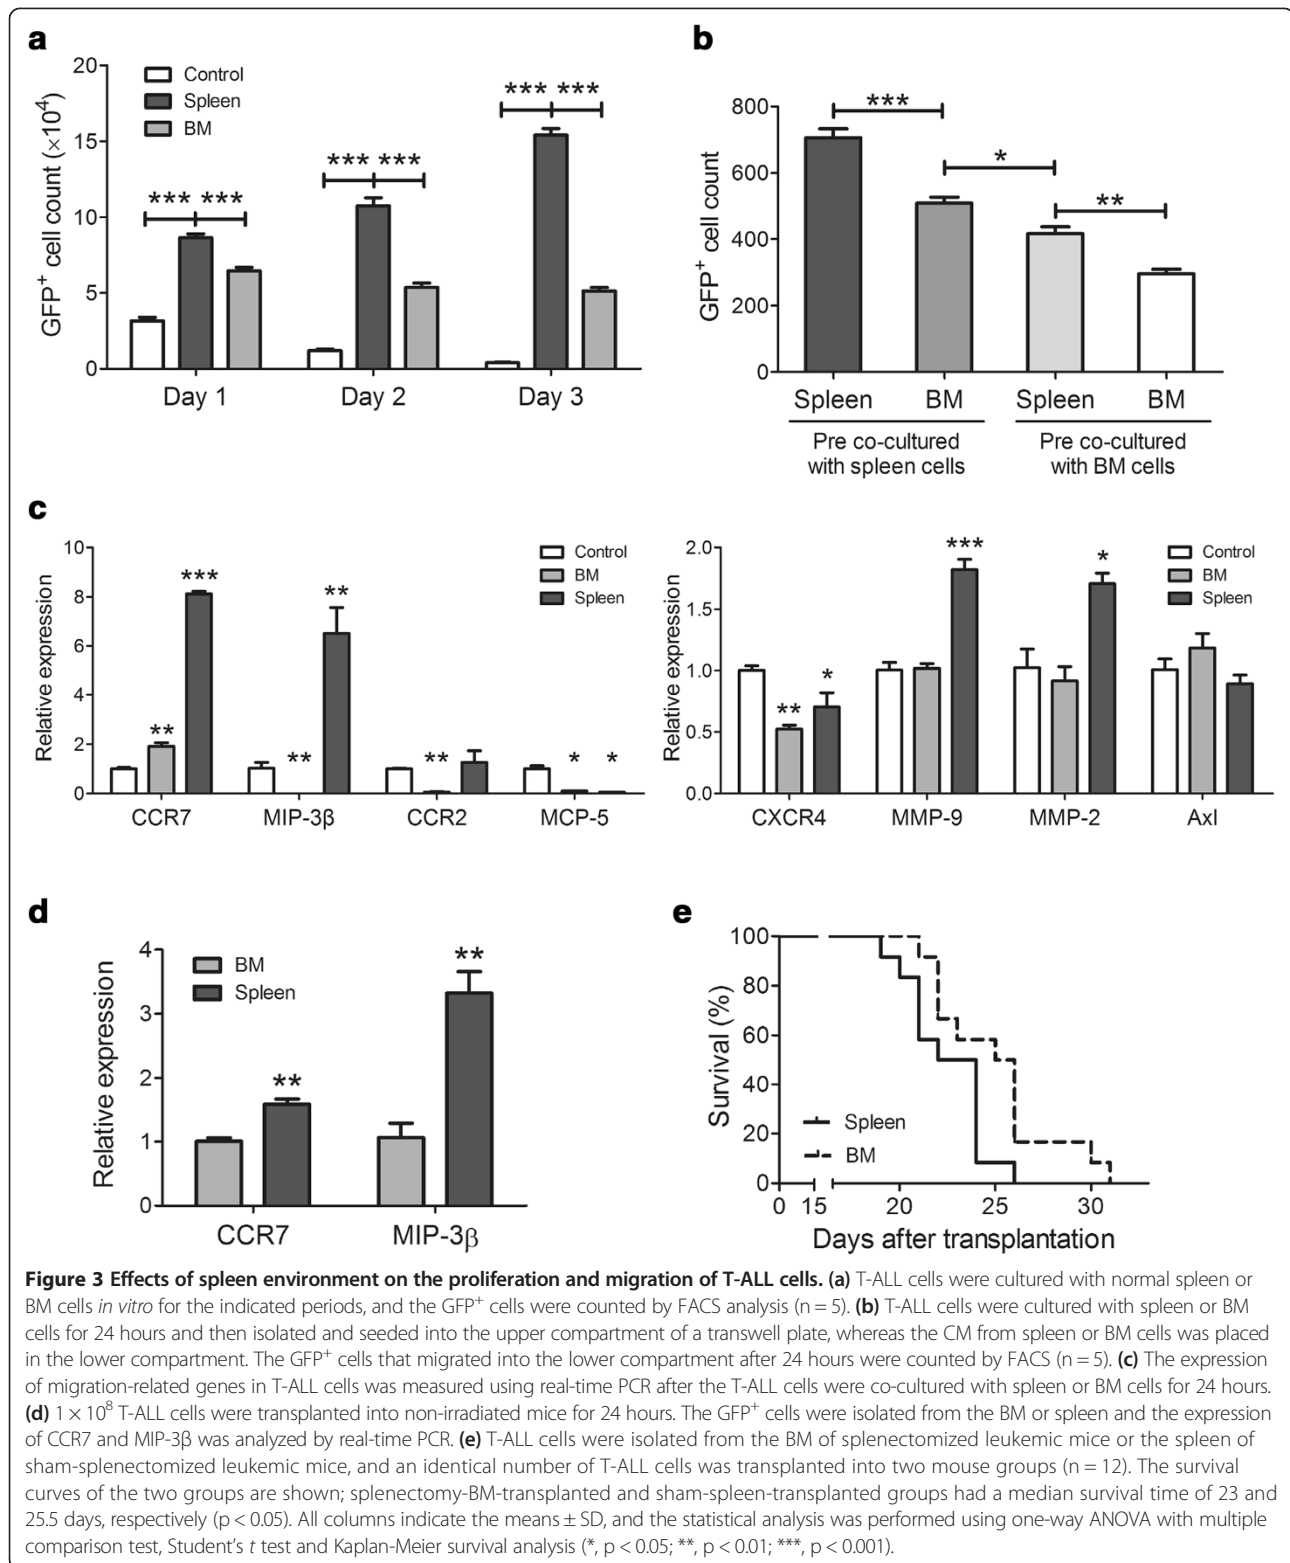 a
GFP⁺ cell count (×10⁴)
20
15
10
5
0
Control
Spleen
BM
*** ***
*** ***
*** ***
Day 1 Day 2 Day 3
b
GFP⁺ cell count
800
600
400
200
0
***
*
**
Spleen BM Spleen BM
Pre co-cultured
with spleen cells
Pre co-cultured
with BM cells
c
Relative expression
10
8
6
4
2
0
Control
BM
Spleen
**
***
**
**
**
*
*
CCR7 MIP-3β CCR2 MCP-5
Relative expression
2.0
1.5
1.0
0.5
0.0
Control
BM
Spleen
**
*
***
*
CXCR4 MMP-9 MMP-2 Axl
d
Relative expression
4
3
2
1
0
BM
Spleen
**
**
CCR7 MIP-3β
e
Survival (%)
100
80
60
40
20
0
Spleen
BM
0 15 20 25 30
Days after transplantation
Figure 3 Effects of spleen environment on the proliferation and migration of T-ALL cells. (a) T-ALL cells were cultured with normal spleen or
BM cells in vitro for the indicated periods, and the GFP⁺ cells were counted by FACS analysis (n = 5). (b) T-ALL cells were cultured with spleen or BM
cells for 24 hours and then isolated and seeded into the upper compartment of a transwell plate, whereas the CM from spleen or BM cells was placed
in the lower compartment. The GFP⁺ cells that migrated into the lower compartment after 24 hours were counted by FACS (n = 5). (c) The expression
of migration-related genes in T-ALL cells was measured using real-time PCR after the T-ALL cells were co-cultured with spleen or BM cells for 24 hours.
(d) 1 × 10⁸ T-ALL cells were transplanted into non-irradiated mice for 24 hours. The GFP⁺ cells were isolated from the BM or spleen and the expression
of CCR7 and MIP-3β was analyzed by real-time PCR. (e) T-ALL cells were isolated from the BM of splenectomized leukemic mice or the spleen of
sham-splenectomized leukemic mice, and an identical number of T-ALL cells was transplanted into two mouse groups (n = 12). The survival
curves of the two groups are shown; splenectomy-BM-transplanted and sham-spleen-transplanted groups had a median survival time of 23 and
25.5 days, respectively (p < 0.05). All columns indicate the means ± SD, and the statistical analysis was performed using one-way ANOVA with multiple
comparison test, Student's t test and Kaplan-Meier survival analysis (*, p < 0.05; **, p < 0.01; ***, p < 0.001).